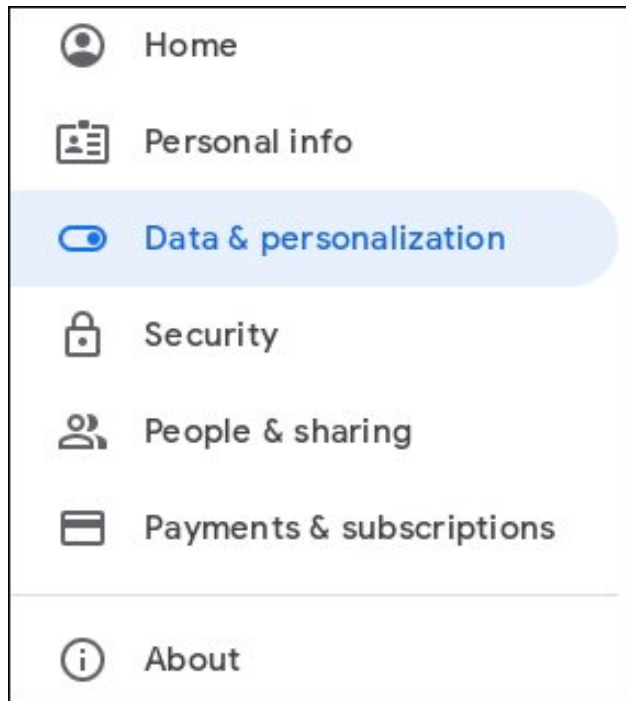 Home
Personal info
Data & personalization
Security
People & sharing
Payments & subscriptions
About